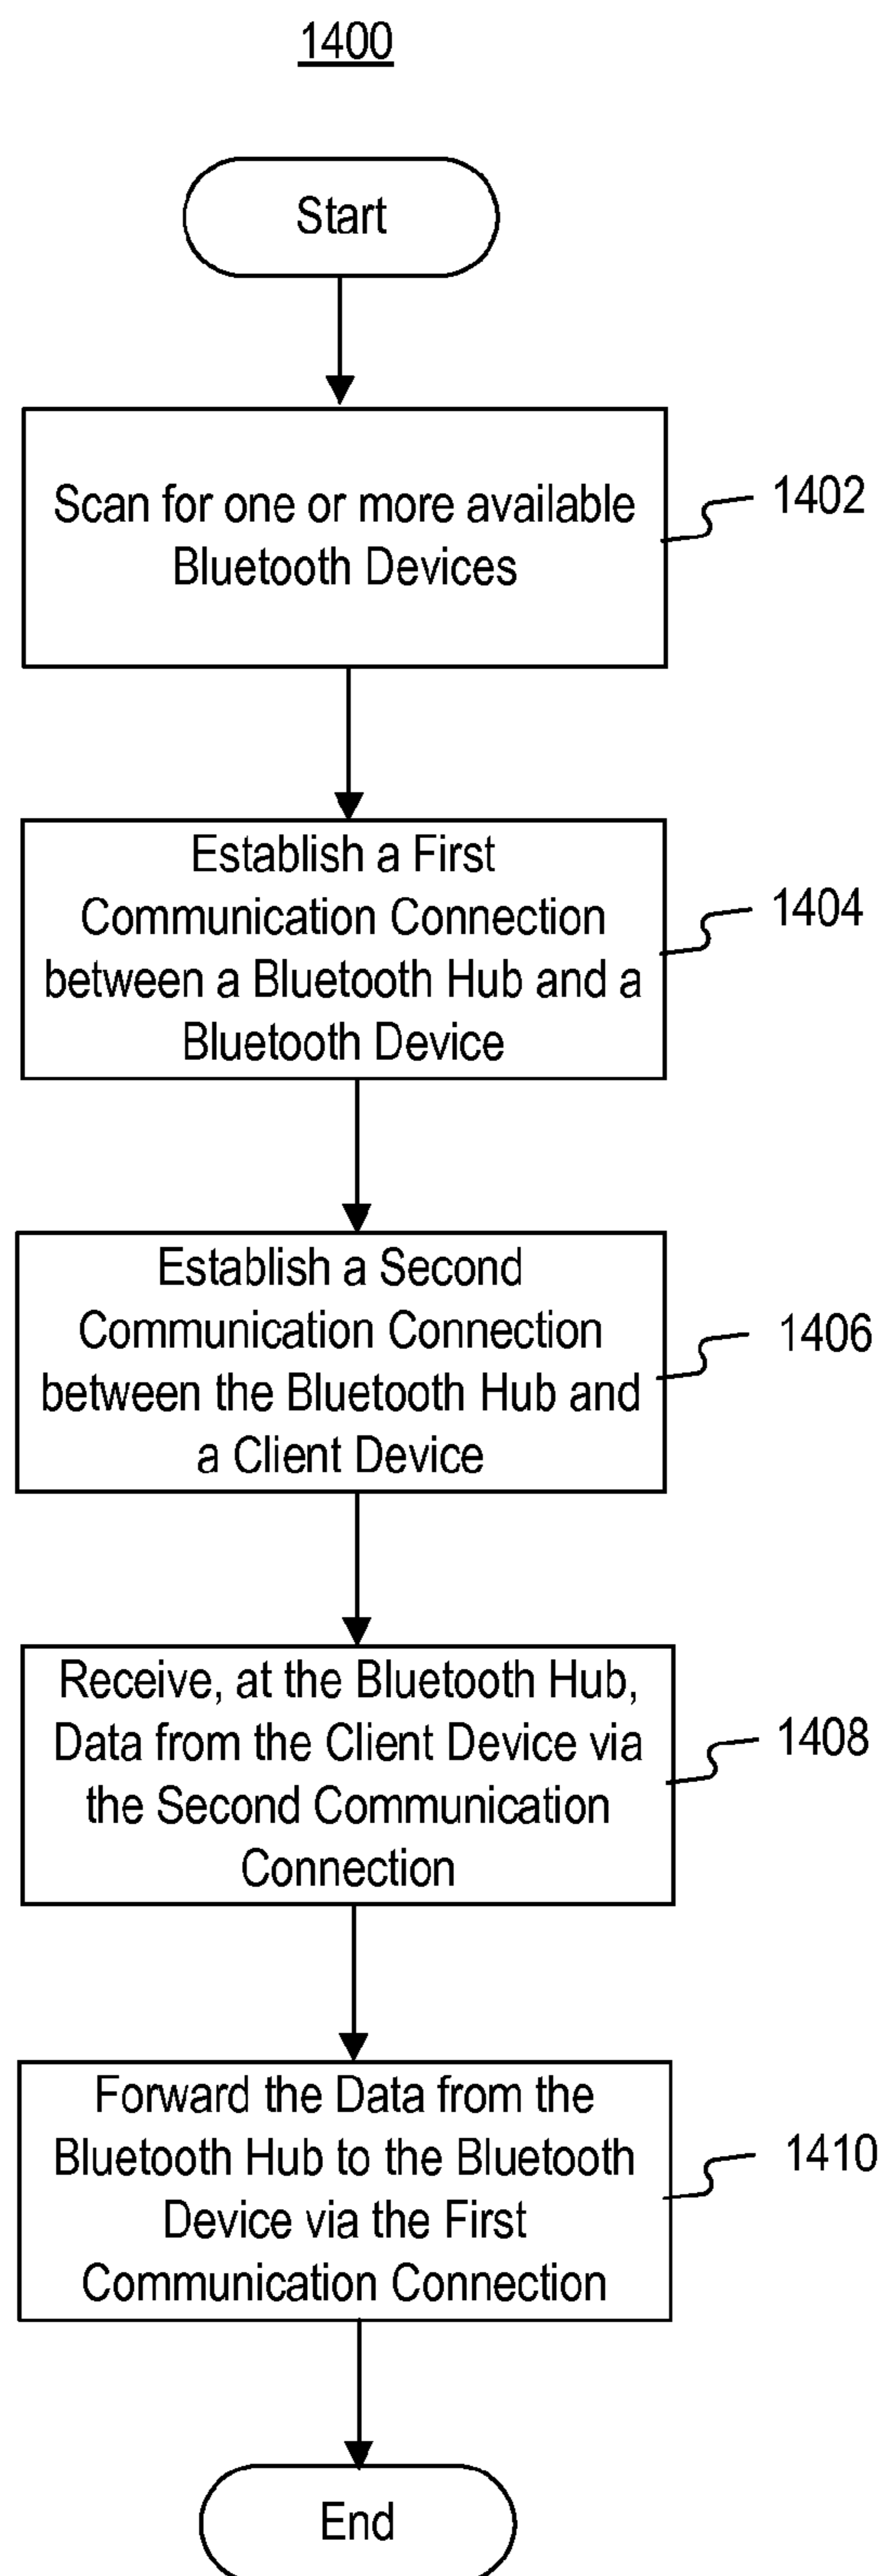 1400
Start
Scan for one or more available
Bluetooth Devices
1402
Establish a First
Communication Connection
between a Bluetooth Hub and a
Bluetooth Device
1404
Establish a Second
Communication Connection
between the Bluetooth Hub and
a Client Device
1406
Receive, at the Bluetooth Hub,
Data from the Client Device via
the Second Communication
Connection
1408
Forward the Data from the
Bluetooth Hub to the Bluetooth
Device via the First
Communication Connection
1410
End